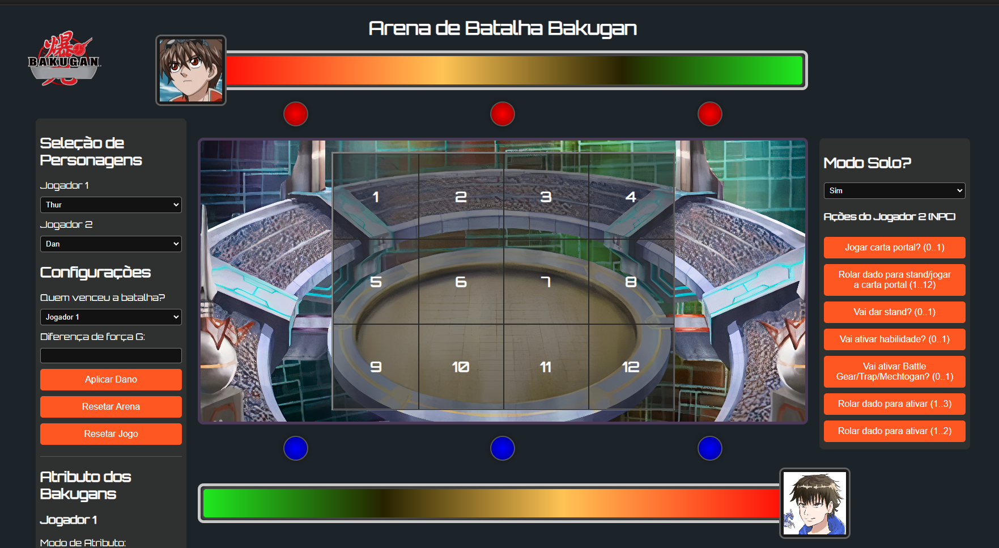 Arena de Batalha Bakugan
爆
BAKUGAN
Seleção de
Personagens
Jogador 1
Thur
Jogador 2
Dan
Configurações
Quem venceu a batalha?
Jogador 1
Diferença de força G:
Aplicar Dano
Resetar Arena
Resetar Jogo
Atributo dos
Bakugans
Jogador 1
Modo de Atributo:
1 2 3 4
5 6 7 8
9 10 11 12
Modo Solo?
Sim
Ações do Jogador 2 (NPC)
Jogar carta portal? (0..1)
Rolar dado para stand/jogar
a carta portal (1..12)
Vai dar stand? (0..1)
Vai ativar habilidade? (0..1)
Vai ativar Battle
Gear/Trap/Mechtogan? (0..1)
Rolar dado para ativar (1..3)
Rolar dado para ativar (1..2)